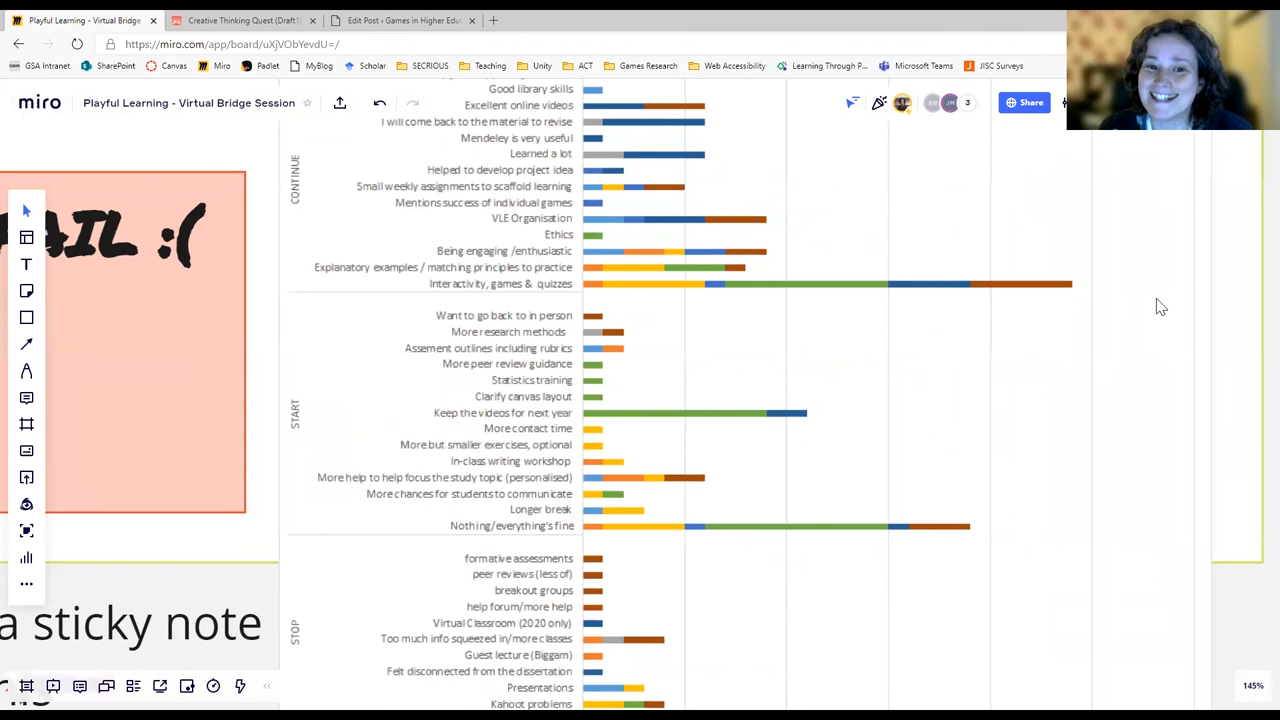 Playful Learning - Virtual Bridge
Creative Thinking Quest (Draft1)
Edit Post ‹ Games in Higher Edu
https://miro.com/app/board/uXjVObYevdU=/
GSA Intranet
SharePoint
Canvas
Miro
Padlet
MyBlog
Scholar
SECRIOUS
Teaching
Unity
ACT
Games Research
Web Accessibility
Learning Through P...
Microsoft Teams
JISC Surveys
miro
Playful Learning - Virtual Bridge Session
3
Share
AIL :(
CONTINUE
Good library skills
Excellent online videos
I will come back to the material to revise
Mendeley is very useful
Learned a lot
Helped to develop project idea
Small weekly assignments to scaffold learning
Mentions success of individual games
VLE Organisation
Ethics
Being engaging /enthusiastic
Explanatory examples / matching principles to practice
Interactivity, games & quizzes
START
Want to go back to in person
More research methods
Assement outlines including rubrics
More peer review guidance
Statistics training
Clarify canvas layout
Keep the videos for next year
More contact time
More but smaller exercises, optional
In-class writing workshop
More help to help focus the study topic (personalised)
More chances for students to communicate
Longer break
Nothing/everything's fine
STOP
formative assessments
peer reviews (less of)
breakout groups
help forum/more help
Virtual Classroom (2020 only)
Too much info squeezed in/more classes
Guest lecture (Biggam)
Felt disconnected from the dissertation
Presentations
Kahoot problems
a sticky note
145%